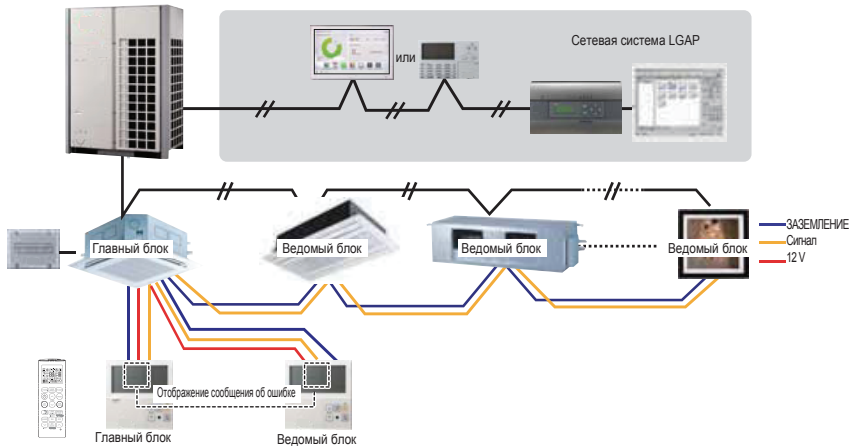 Сетевая система LGAP
или
Главный блок
Ведомый блок
Ведомый блок
Ведомый блок
ЗАЗЕМЛЕНИЕ
Сигнал
12 V
Отображение сообщения об ошибке
Главный блок
Ведомый блок